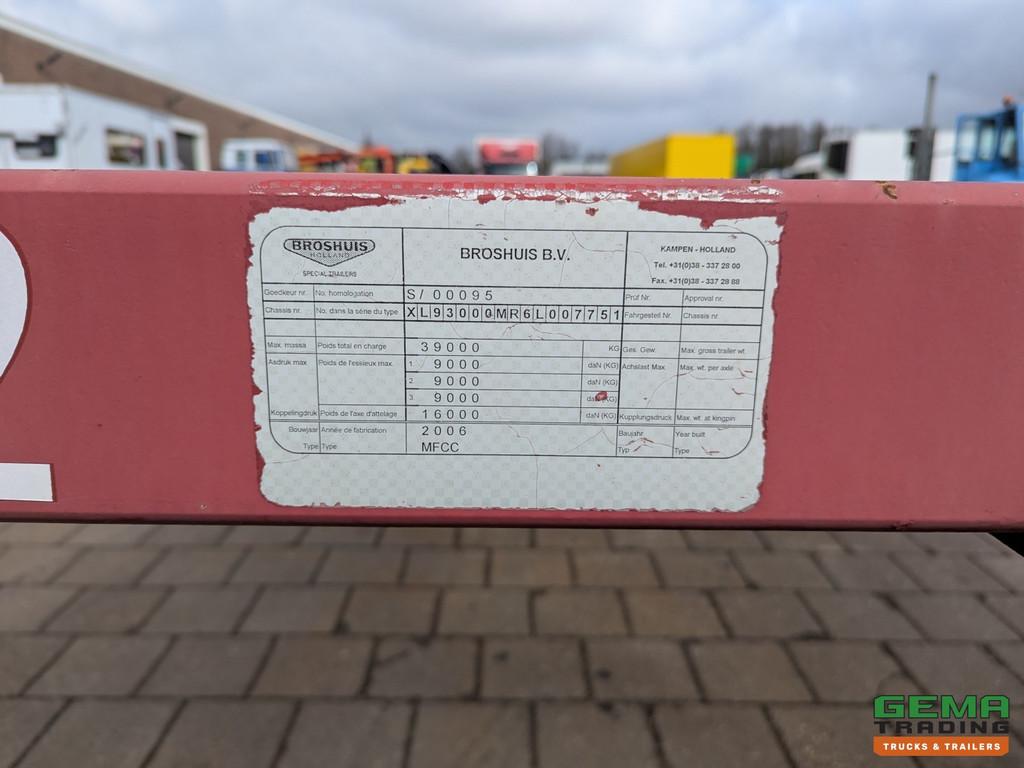 BROSHUIS
HOLLAND
SPECIAL TRAILERS
BROSHUIS B.V.
KAMPEN - HOLLAND
Tel. +31(0)38 - 337 28 00
Fax. +31(0)38 - 337 28 88
Goedkeur nr. No. homologation S/ 00095 Prüf Nr. Approval nr.
Chassis nr. No. dans la série du type XL93000MR6L007751 Fahrgestell Nr. Chassis nr.
Max. massa Poids total en charge 39000 KG Ges. Gew. Max. gross trailer wt
Asdruk max. Poids de l'essieux max. 1 9000 daN (KG) Achslast Max. Max. wt. per axle
2 9000 daN (KG)
3. 9000 daN (KG)
Koppelingdruk Poids de l'axe d'attelage 16000 daN (KG) Kupplungsdruck Max. wt. at kingpin
Bouwjaar Année de fabrication 2006 Baujahr Year built
Type Type MFCC Typ Type
GEMA
TRADING
TRUCKS & TRAILERS